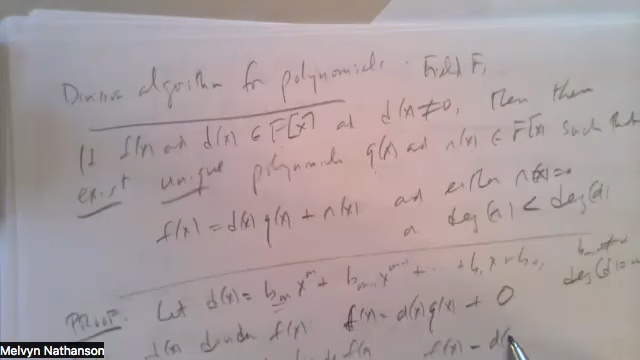 Division algorithm for polynomials. Field F,
If f(x) and d(x) ∈ F[x] and d(x) ≠ 0, Then there
exist unique polynomials q(x) and r(x) ∈ F[x] such that
f(x) = d(x) q(x) + r(x) and either r(x) = 0
or deg(r) < deg(d)
PROOF. Let d(x) = b_m x^m + b_{m-1} x^{m-1} + ... + b_1 x + b_0,
deg(d) = m
d(x) divides f(x) f(x) = d(x) q(x) + 0
f(x) = d(
Melvyn Nathanson